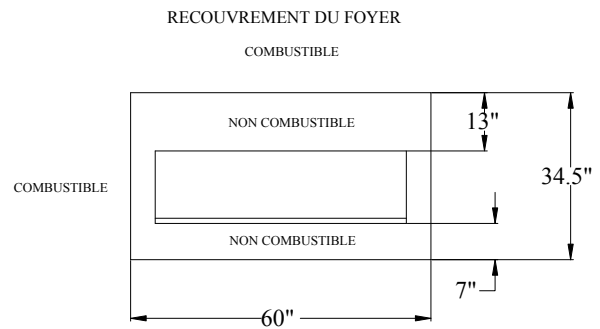 RECOUVREMENT DU FOYER
COMBUSTIBLE
NON COMBUSTIBLE
13"
COMBUSTIBLE
34.5"
NON COMBUSTIBLE
7"
60"